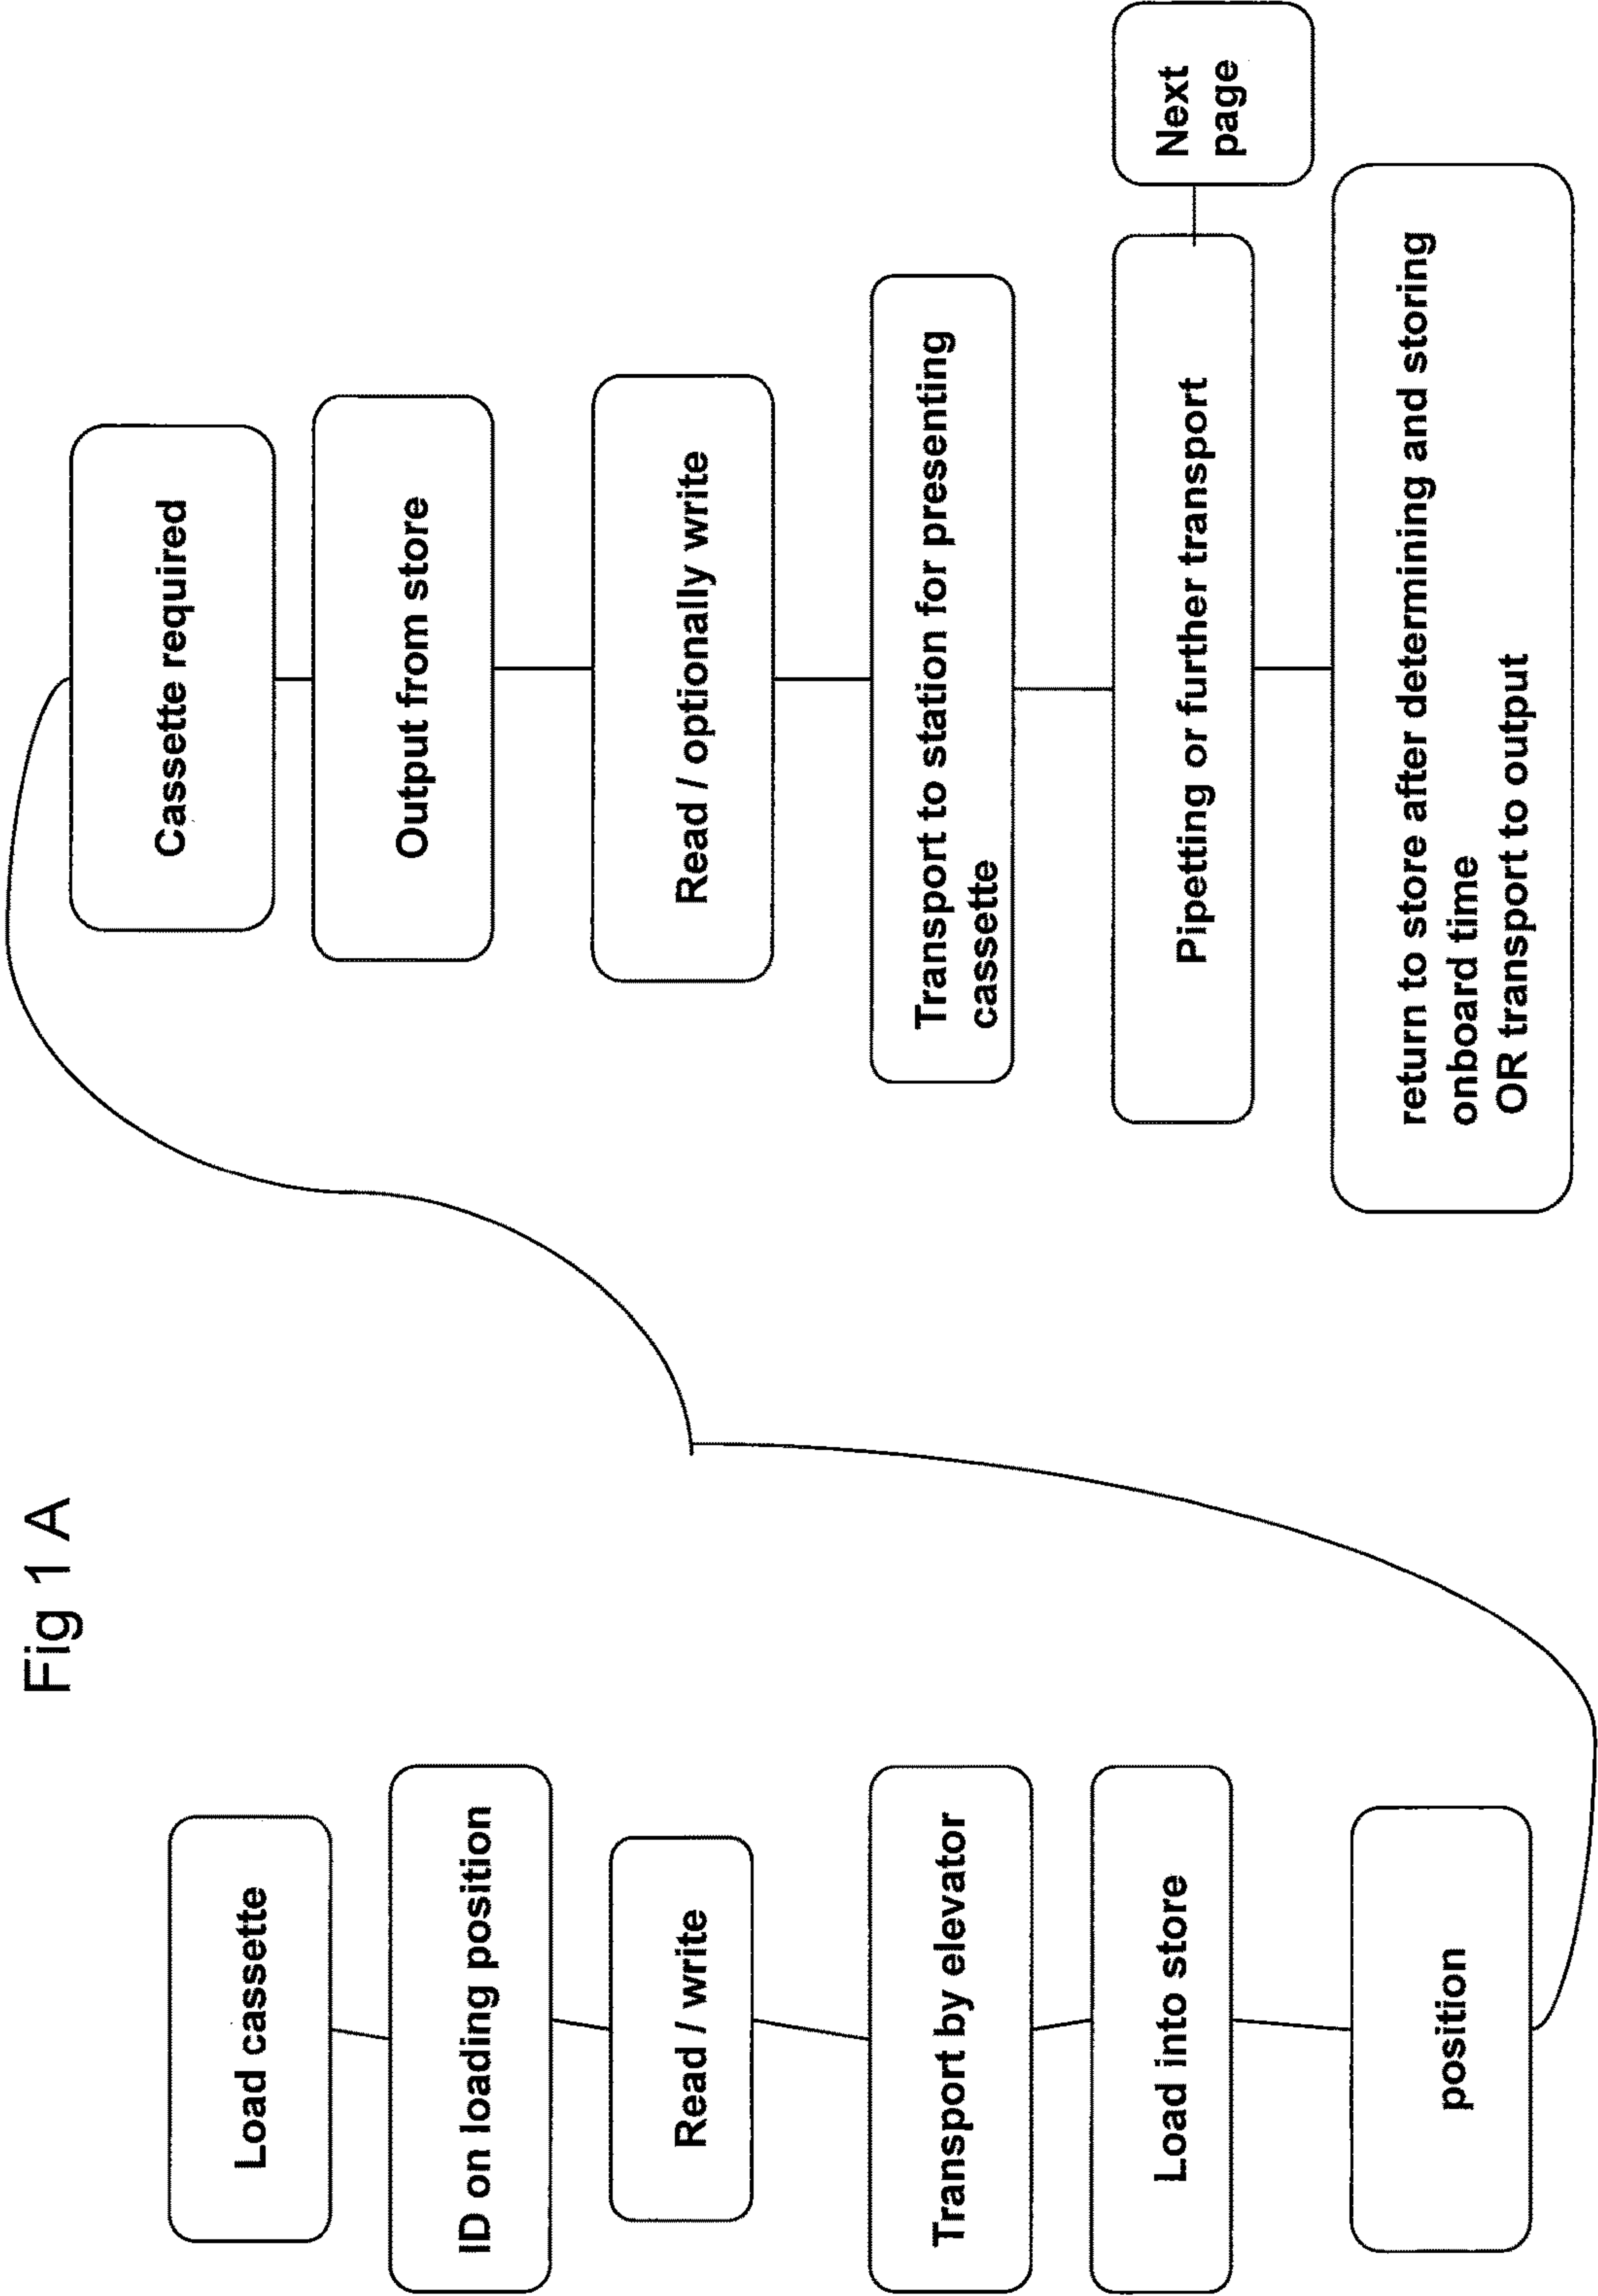 Fig 1 A
Load cassette
ID on loading position
Read / write
Transport by elevator
Load into store
position
Cassette required
Output from store
Read / optionally write
Transport to station for presenting
cassette
Pipetting or further transport
Next
page
return to store after determining and storing
onboard time
OR transport to output